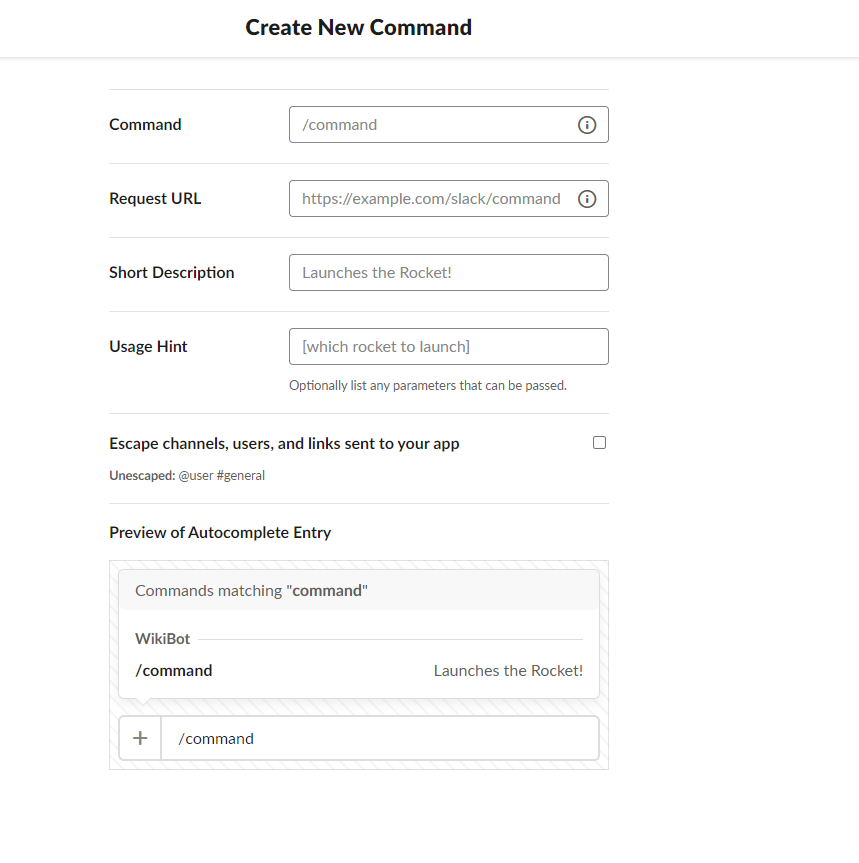 Create New Command
Command
/command
Request URL
https://example.com/slack/command
Short Description
Launches the Rocket!
Usage Hint
[which rocket to launch]
Optionally list any parameters that can be passed.
Escape channels, users, and links sent to your app
Unescaped: @user #general
Preview of Autocomplete Entry
Commands matching "command"
WikiBot
/command Launches the Rocket!
/command